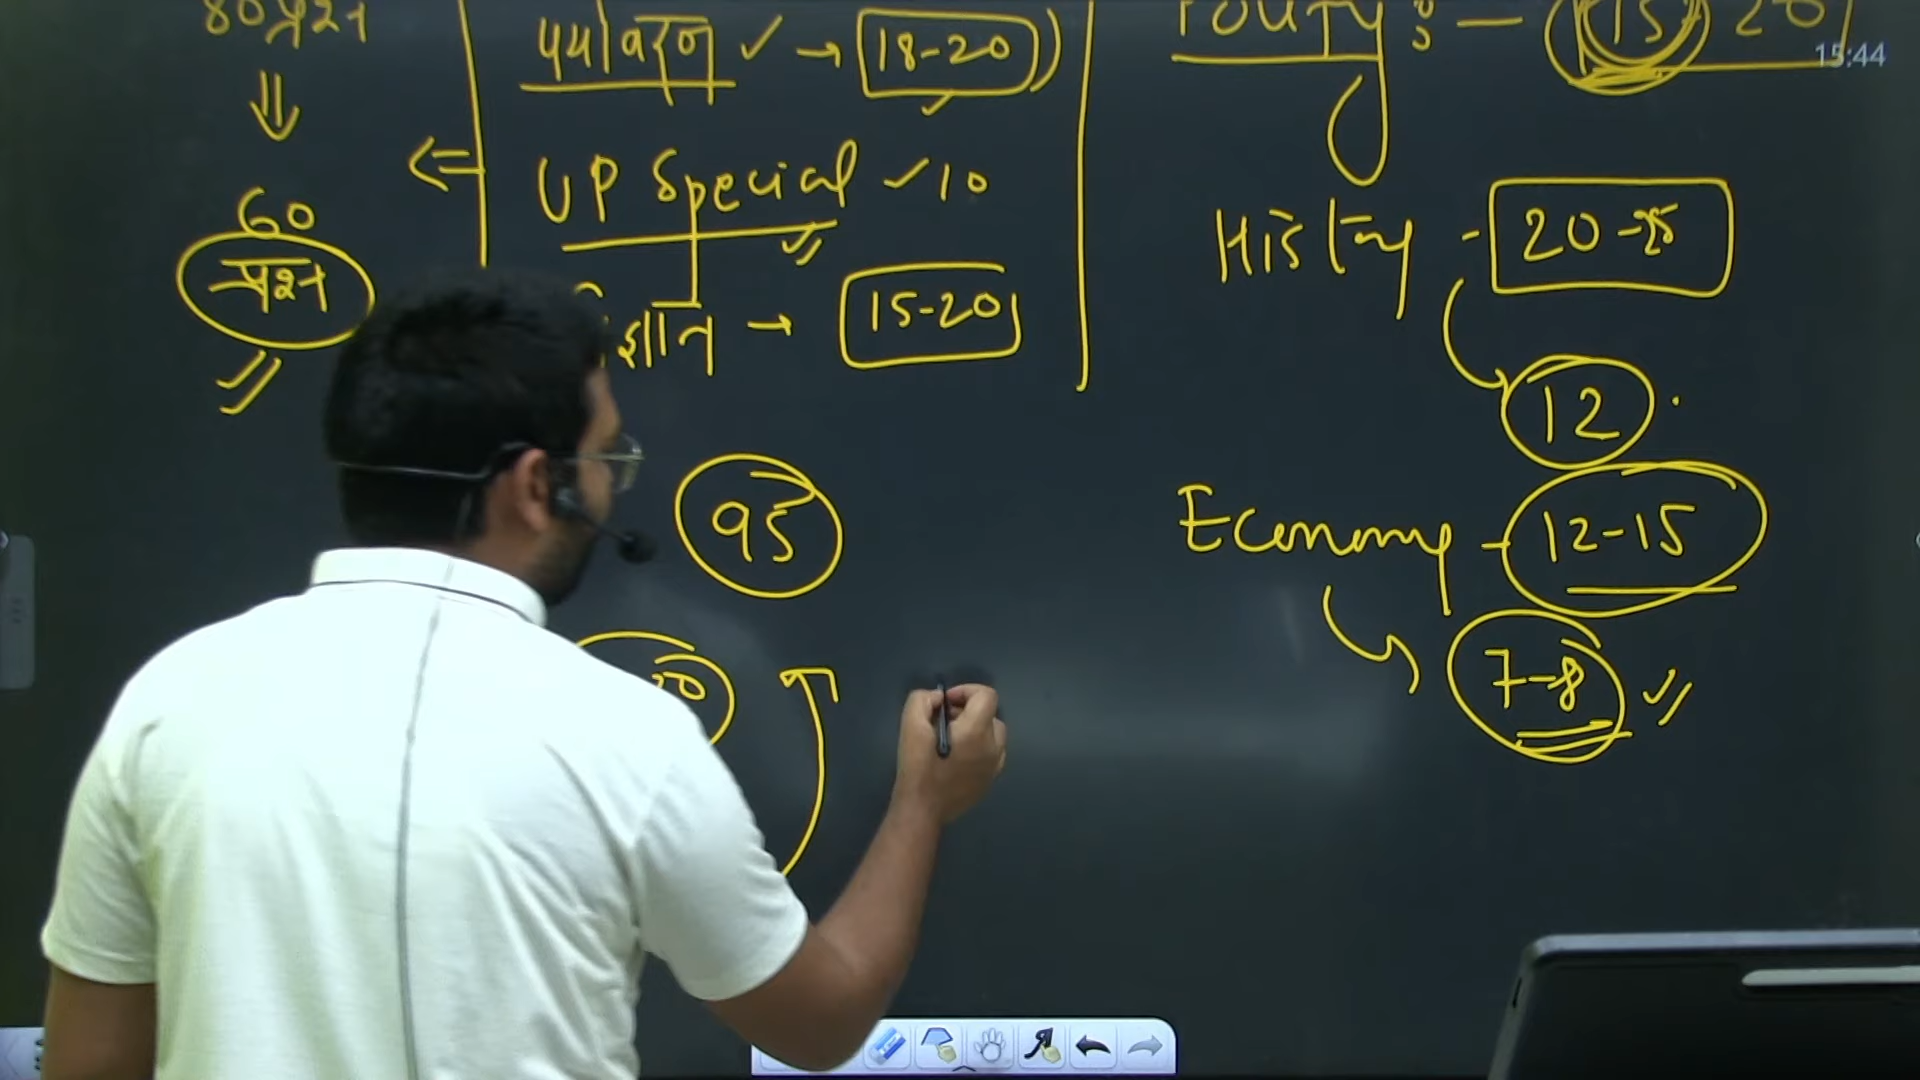 80 प्रश्न
60
प्रश्न
पर्यावरण ✓ → 18-20
UP Special ✓ 10
→ 15-20
95
Polity: — 15 20
15:44
History - 20-25
12
Economy - 12-15
7-8